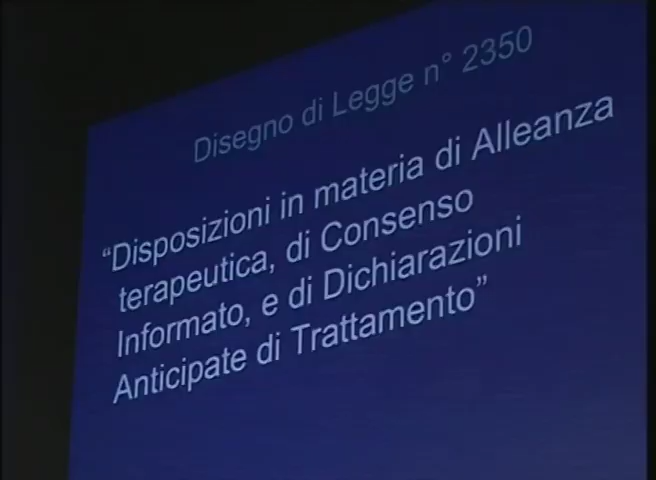 Disegno di Legge n° 2350
“Disposizioni in materia di Alleanza
terapeutica, di Consenso
Informato, e di Dichiarazioni
Anticipate di Trattamento”